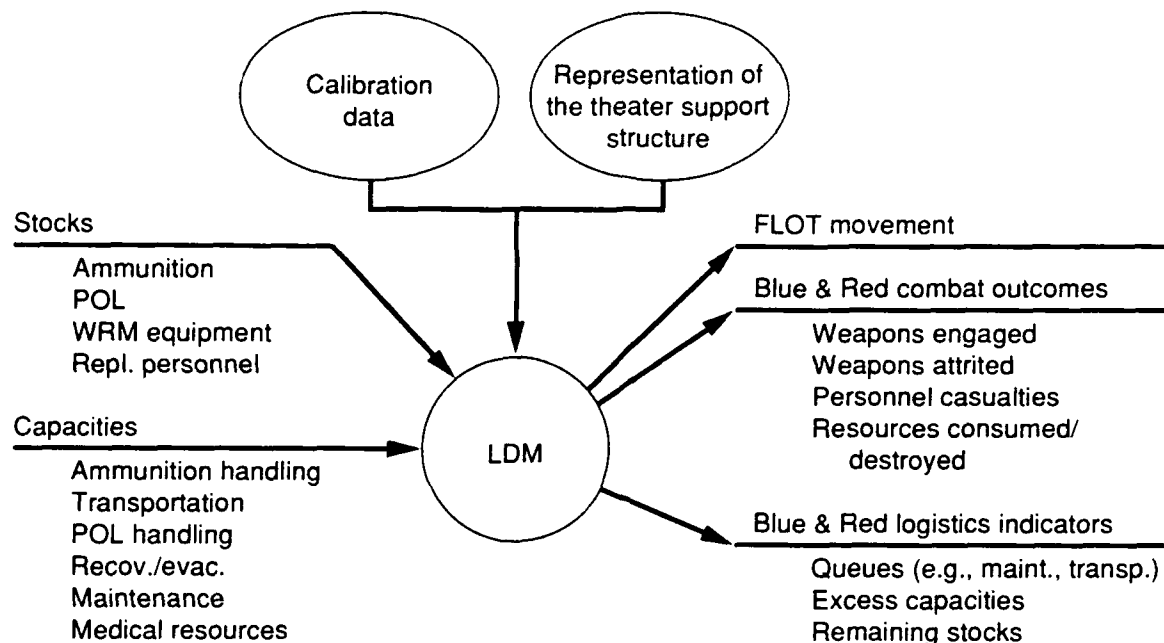 Calibration
data
Representation of
the theater support
structure
Stocks
Ammunition
POL
WRM equipment
Repl. personnel
Capacities
Ammunition handling
Transportation
POL handling
Recov./evac.
Maintenance
Medical resources
LDM
FLOT movement
Blue & Red combat outcomes
Weapons engaged
Weapons attrited
Personnel casualties
Resources consumed/
destroyed
Blue & Red logistics indicators
Queues (e.g., maint., transp.)
Excess capacities
Remaining stocks